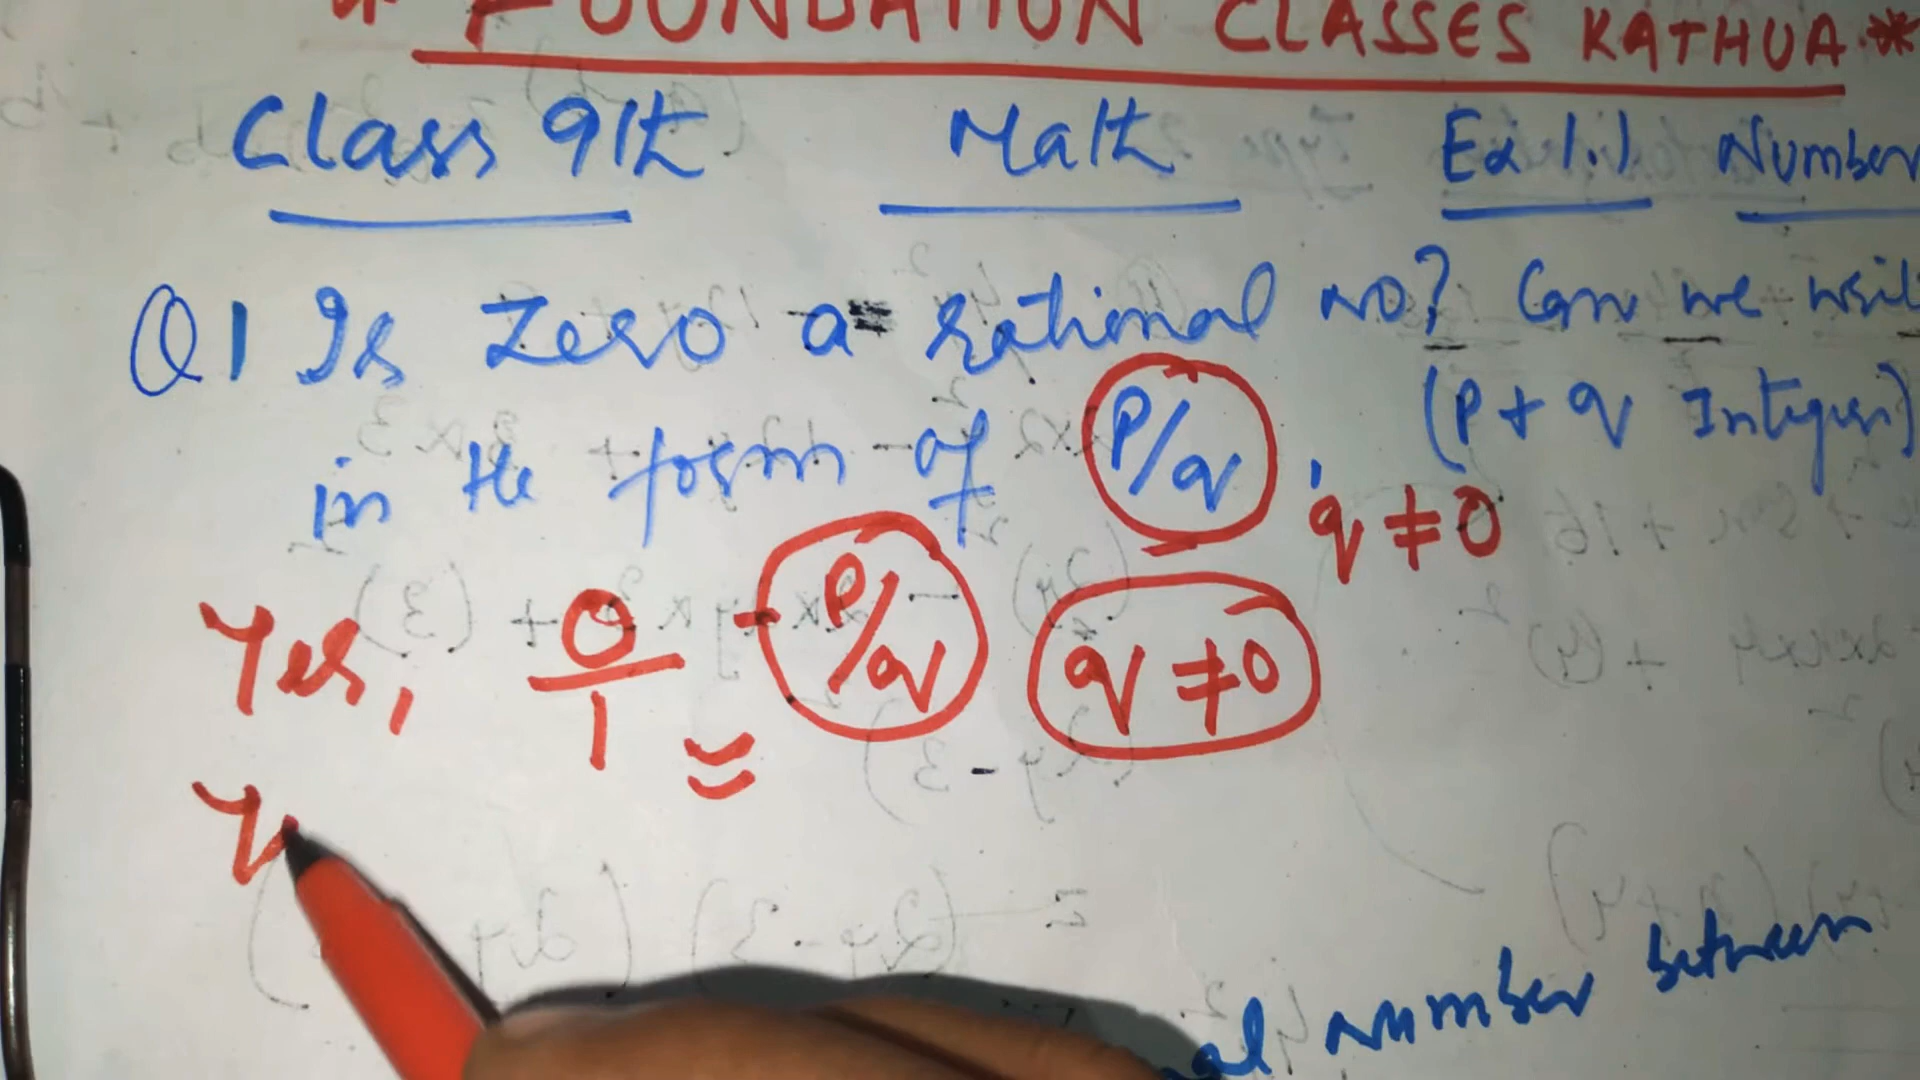 * FOUNDATION CLASSES KATHUA *
Class 9th Math Ex 1.1 Number
Q1 Is Zero a rational no? Can we
in the form of P/q, (P + q Integers)
q ≠ 0
Yes, 0/1 = P/q q ≠ 0
number between